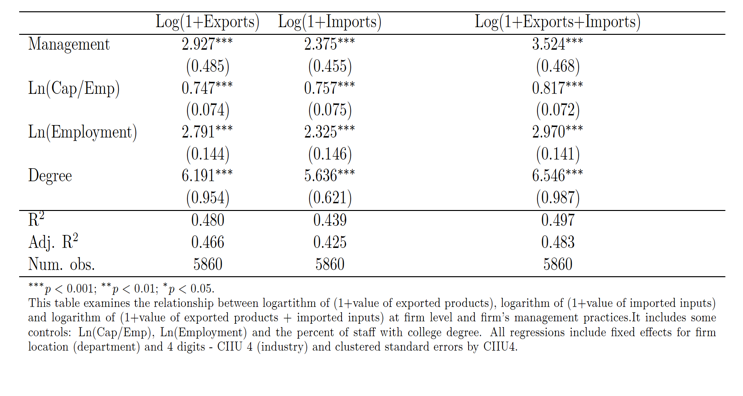 Log(1+Exports) Log(1+Imports) Log(1+Exports+Imports)
Management 2.927*** 2.375*** 3.524***
(0.485) (0.455) (0.468)
Ln(Cap/Emp) 0.747*** 0.757*** 0.817***
(0.074) (0.075) (0.072)
Ln(Employment) 2.791*** 2.325*** 2.970***
(0.144) (0.146) (0.141)
Degree 6.191*** 5.636*** 6.546***
(0.954) (0.621) (0.987)
R² 0.480 0.439 0.497
Adj. R² 0.466 0.425 0.483
Num. obs. 5860 5860 5860
***p < 0.001; **p < 0.01; *p < 0.05.
This table examines the relationship between logartithm of (1+value of exported products), logarithm of (1+value of imported inputs)
and logarithm of (1+value of exported products + imported inputs) at firm level and firm's management practices.It includes some
controls: Ln(Cap/Emp), Ln(Employment) and the percent of staff with college degree. All regressions include fixed effects for firm
location (department) and 4 digits - CIIU 4 (industry) and clustered standard errors by CIIU4.